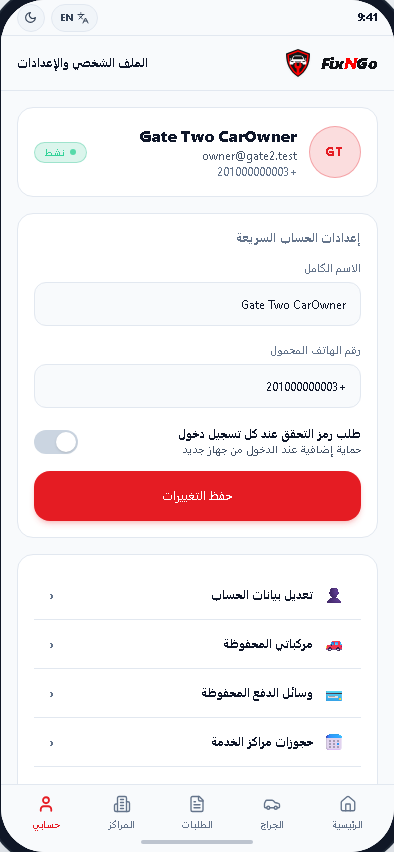 9:41
EN
FixNGo
الملف الشخصي والإعدادات
GT
Gate Two CarOwner
owner@gate2.test
+201000000003
نشط
إعدادات الحساب السريعة
الاسم الكامل
Gate Two CarOwner
رقم الهاتف المحمول
+201000000003
طلب رمز التحقق عند كل تسجيل دخول
حماية إضافية عند الدخول من جهاز جديد
حفظ التغييرات
تعديل بيانات الحساب
مركباتي المحفوظة
وسائل الدفع المحفوظة
حجوزات مراكز الخدمة
الرئيسية
الجراج
الطلبات
المراكز
حسابي